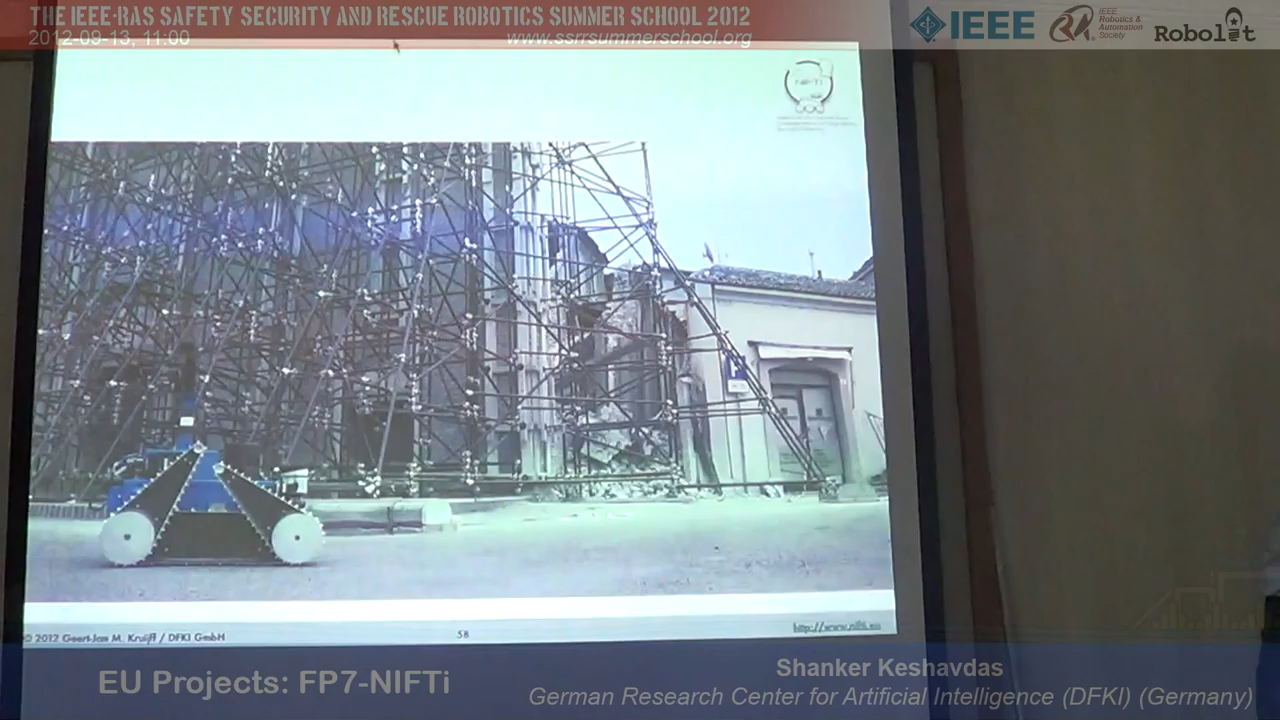 THE IEEE-RAS SAFETY SECURITY AND RESCUE ROBOTICS SUMMER SCHOOL 2012
2012-09-13, 11:00
www.ssrrsummerschool.org
IEEE
IEEE
Robotics &
Automation
Society
Robolit
© 2012 Geert-Jan M. Kruijff / DFKI GmbH
58
http://www.nifti.eu
EU Projects: FP7-NIFTi
Shanker Keshavdas
German Research Center for Artificial Intelligence (DFKI) (Germany)